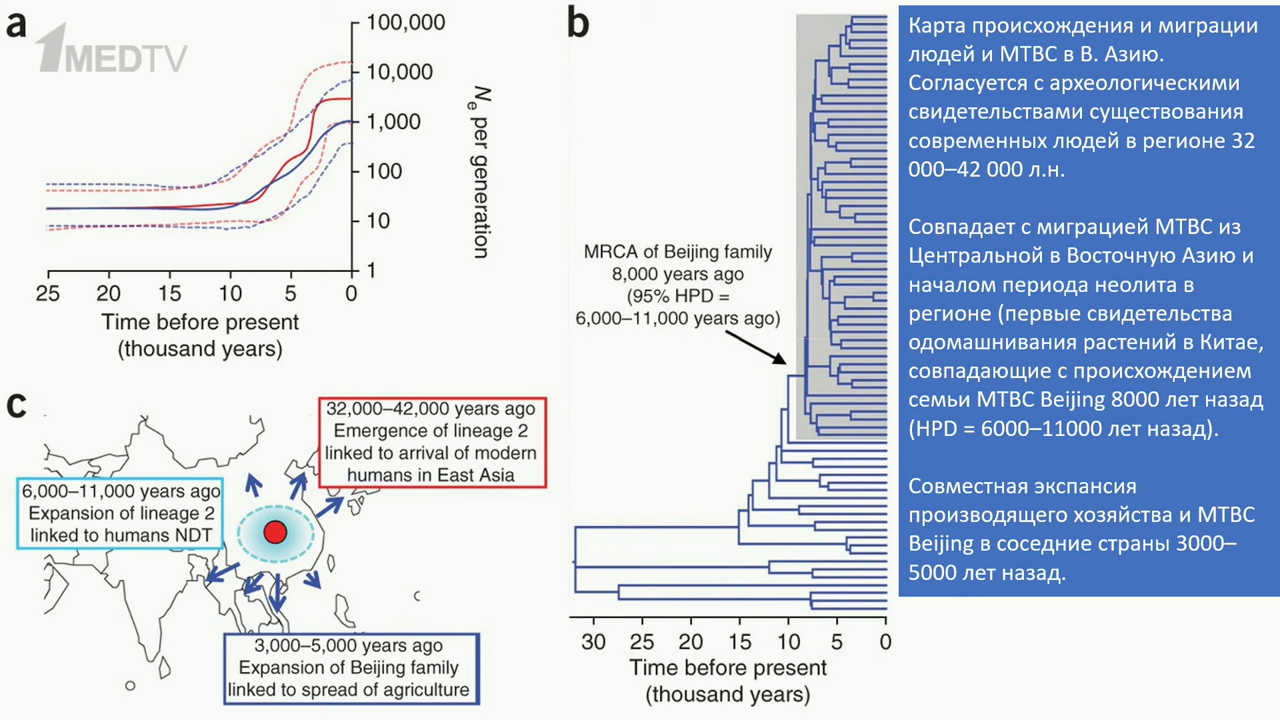 a
1MEDTV
100,000
10,000
1,000
100
10
1
Ne per generation
25 20 15 10 5 0
Time before present
(thousand years)
b
MRCA of Beijing family
8,000 years ago
(95% HPD =
6,000–11,000 years ago)
30 25 20 15 10 5 0
Time before present
(thousand years)
c
32,000–42,000 years ago
Emergence of lineage 2
linked to arrival of modern
humans in East Asia
6,000–11,000 years ago
Expansion of lineage 2
linked to humans NDT
3,000–5,000 years ago
Expansion of Beijing family
linked to spread of agriculture
Карта происхождения и миграции
людей и МТВС в В. Азию.
Согласуется с археологическими
свидетельствами существования
современных людей в регионе 32
000–42 000 л.н.
Совпадает с миграцией МТВС из
Центральной в Восточную Азию и
началом периода неолита в
регионе (первые свидетельства
одомашнивания растений в Китае,
совпадающие с происхождением
семьи МТВС Beijing 8000 лет назад
(HPD = 6000–11000 лет назад).
Совместная экспансия
производящего хозяйства и МТВС
Beijing в соседние страны 3000–
5000 лет назад.